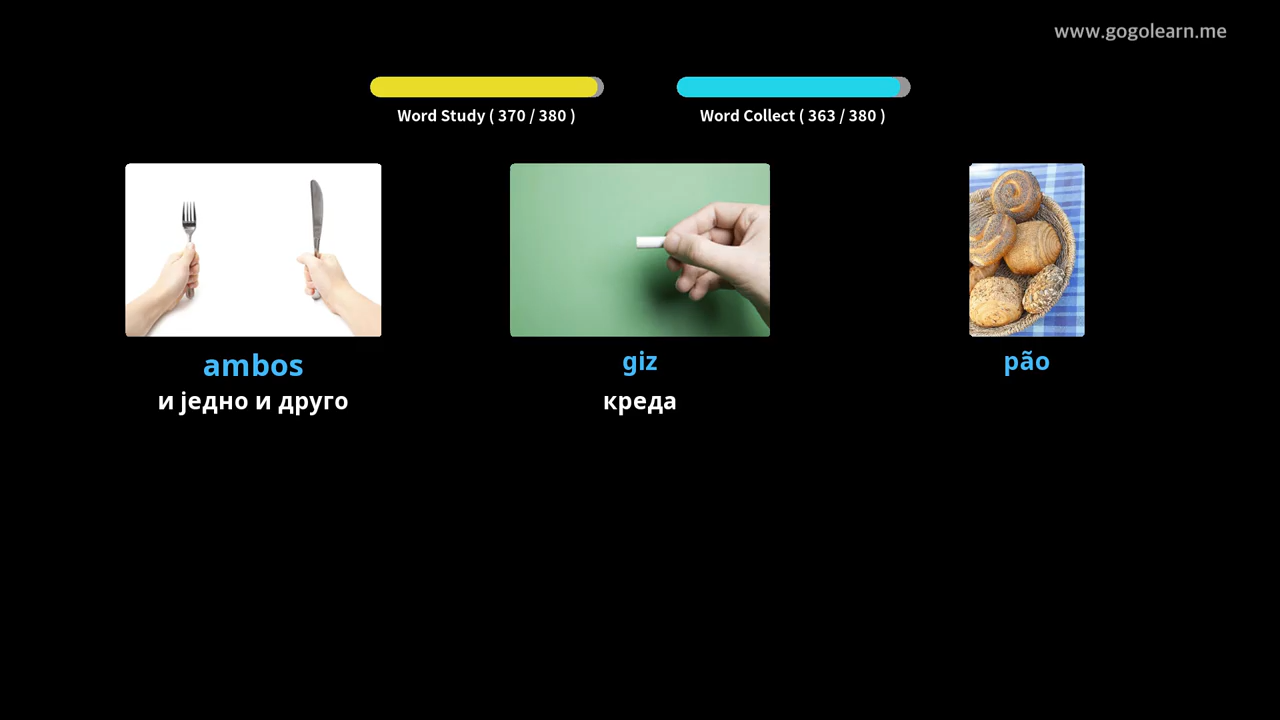 www.gogolearn.me
Word Study ( 370 / 380 )
Word Collect ( 363 / 380 )
ambos
и једно и друго
giz
креда
pão